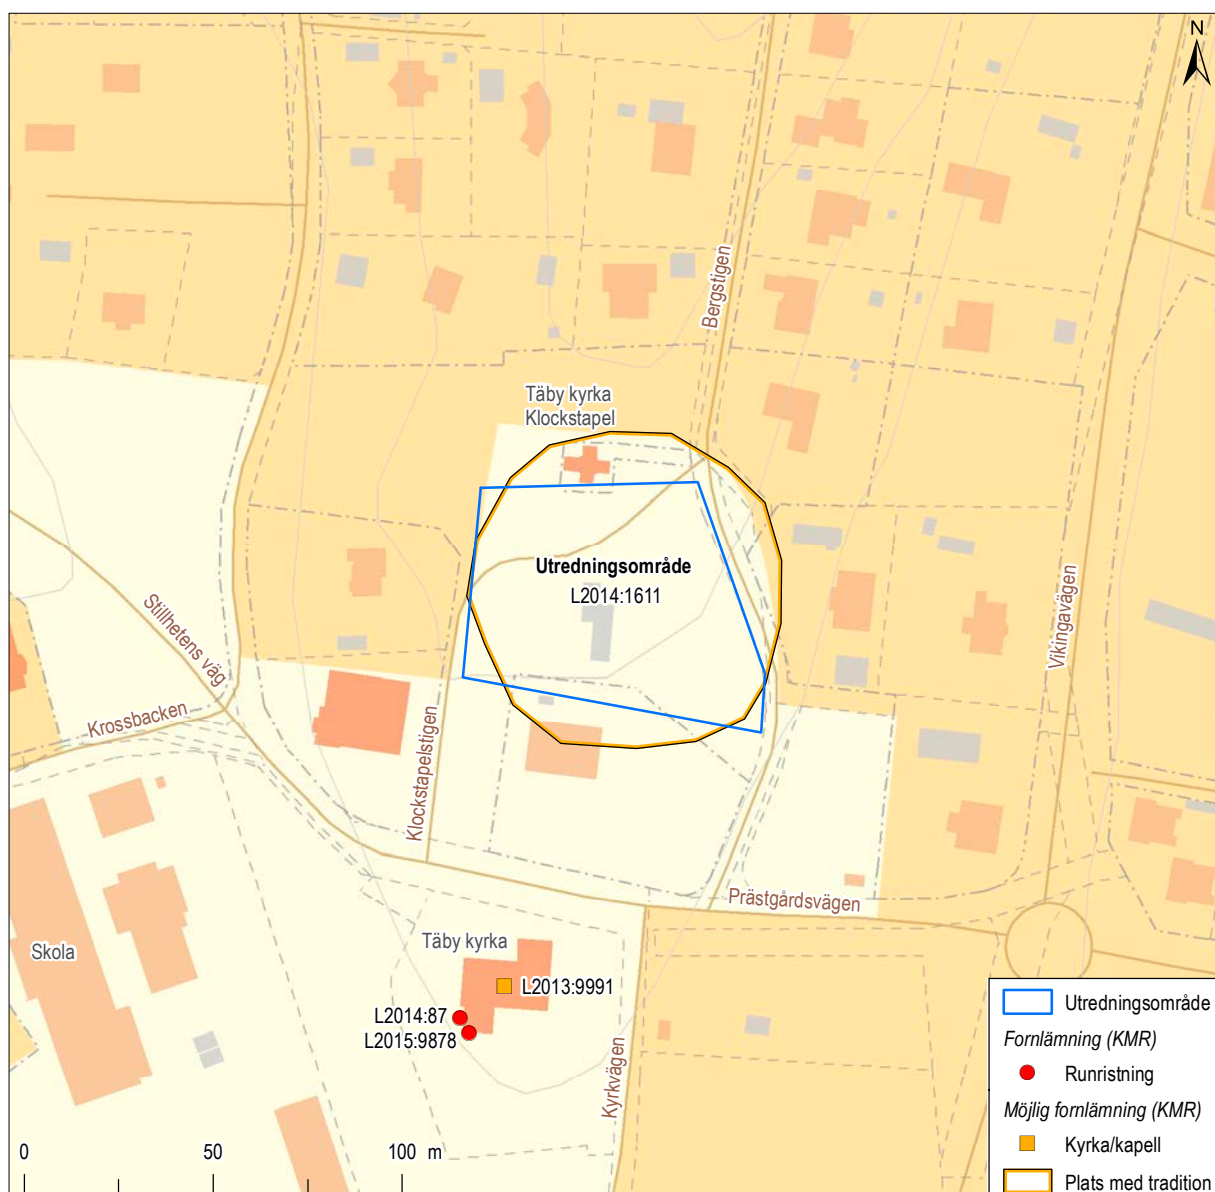 N
Bergstigen
Täby kyrka
Klockstapel
Utredningsområde
L2014:1611
Stillhetens väg
Krossbacken
Klockstapelstigen
Vikingavägen
Prästgårdsvägen
Skola
Täby kyrka
L2013:9991
L2014:87
L2015:9878
Kyrkvägen
0 50 100 m
Utredningsområde
Fornlämning (KMR)
Runristning
Möjlig fornlämning (KMR)
Kyrka/kapell
Plats med tradition